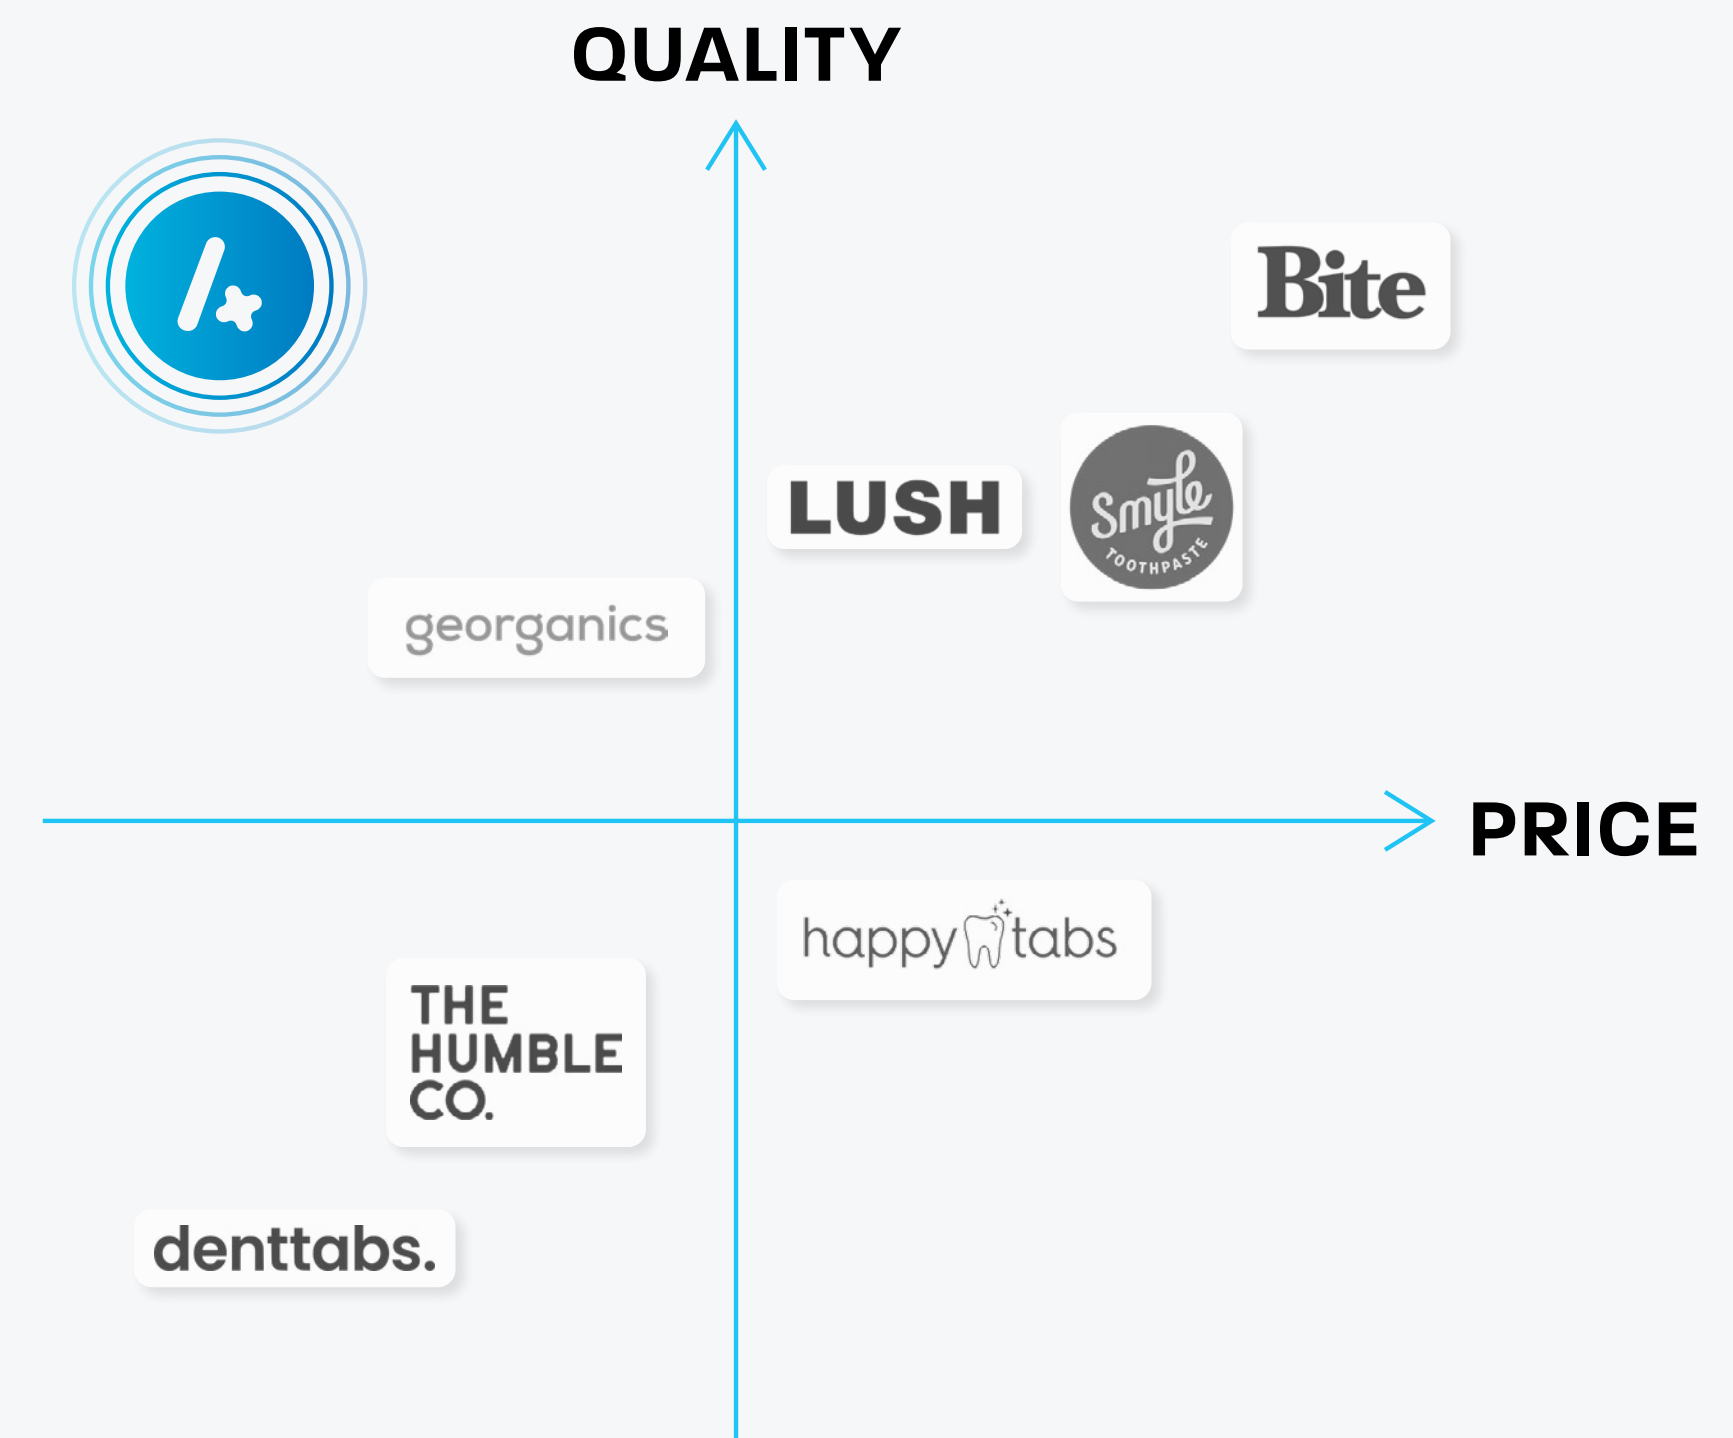 QUALITY
Bite
LUSH
Smyle
TOOTHPASTE
georganics
PRICE
happy tabs
THE
HUMBLE
CO.
denttabs.